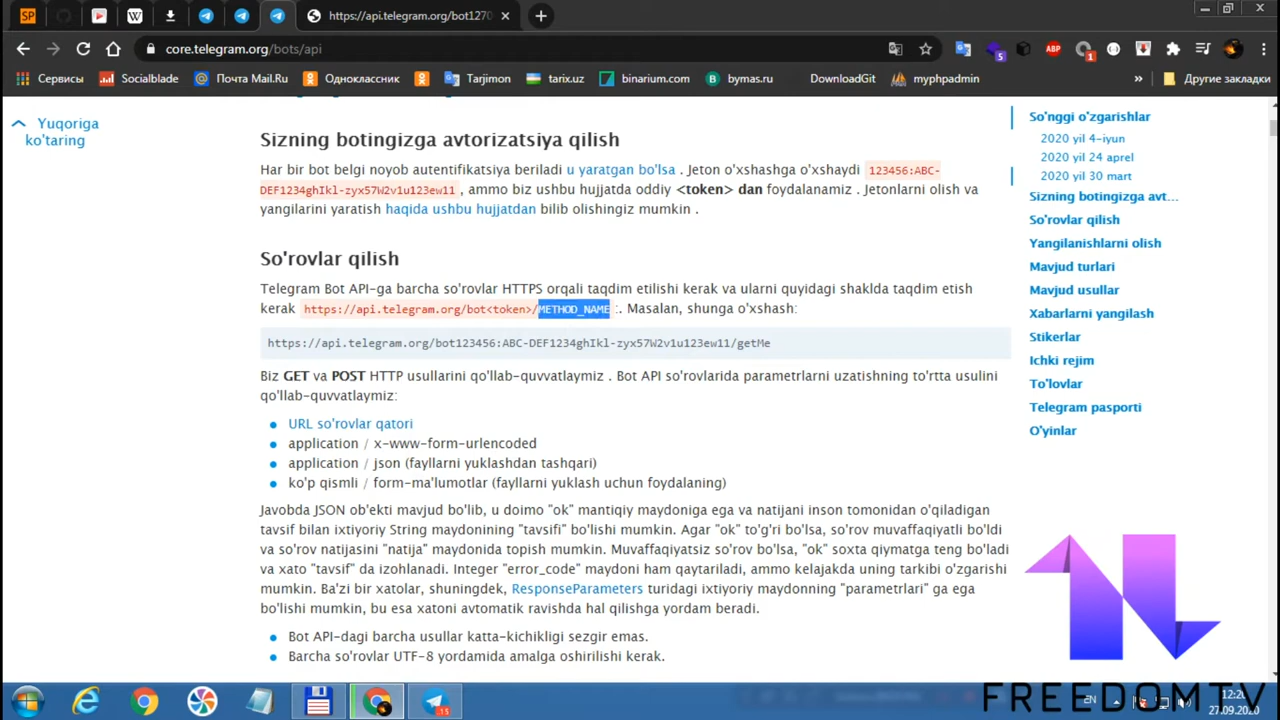 https://api.telegram.org/bot1270
core.telegram.org/bots/api
Сервисы
Socialblade
Почта Mail.Ru
Одноклассник
Tarjimon
tarix.uz
binarium.com
bymas.ru
DownloadGit
myphpadmin
»
Другие закладки
Yuqoriga
ko'taring
Sizning botingizga avtorizatsiya qilish
Har bir bot belgi noyob autentifikatsiya beriladi u yaratgan bo'lsa . Jeton o'xshashga o'xshaydi 123456:ABC-
DEF1234ghIkl-zyx57W2v1u123ew11 , ammo biz ushbu hujjatda oddiy <token> dan foydalanamiz . Jetonlarni olish va
yangilarini yaratish haqida ushbu hujjatdan bilib olishingiz mumkin .
So'rovlar qilish
Telegram Bot API-ga barcha so'rovlar HTTPS orqali taqdim etilishi kerak va ularni quyidagi shaklda taqdim etish
kerak https://api.telegram.org/bot<token>/METHOD_NAME :. Masalan, shunga o'xshash:
https://api.telegram.org/bot123456:ABC-DEF1234ghIkl-zyx57W2v1u123ew11/getMe
Biz GET va POST HTTP usullarini qo'llab-quvvatlaymiz . Bot API so'rovlarida parametrlarni uzatishning to'rtta usulini
qo'llab-quvvatlaymiz:
URL so'rovlar qatori
application / x-www-form-urlencoded
application / json (fayllarni yuklashdan tashqari)
ko'p qismli / form-ma'lumotlar (fayllarni yuklash uchun foydalaning)
Javobda JSON ob'ekti mavjud bo'lib, u doimo "ok" mantiqiy maydoniga ega va natijani inson tomonidan o'qiladigan
tavsif bilan ixtiyoriy String maydonining "tavsifi" bo'lishi mumkin. Agar "ok" to'g'ri bo'lsa, so'rov muvaffaqiyatli bo'ldi
va so'rov natijasini "natija" maydonida topish mumkin. Muvaffaqiyatsiz so'rov bo'lsa, "ok" soxta qiymatga teng bo'ladi
va xato "tavsif" da izohlanadi. Integer "error_code" maydoni ham qaytariladi, ammo kelajakda uning tarkibi o'zgarishi
mumkin. Ba'zi bir xatolar, shuningdek, ResponseParameters turidagi ixtiyoriy maydonning "parametrlari" ga ega
bo'lishi mumkin, bu esa xatoni avtomatik ravishda hal qilishga yordam beradi.
Bot API-dagi barcha usullar katta-kichikligi sezgir emas.
Barcha so'rovlar UTF-8 yordamida amalga oshirilishi kerak.
So'nggi o'zgarishlar
2020 yil 4-iyun
2020 yil 24 aprel
2020 yil 30 mart
Sizning botingizga avt...
So'rovlar qilish
Yangilanishlarni olish
Mavjud turlari
Mavjud usullar
Xabarlarni yangilash
Stikerlar
Ichki rejim
To'lovlar
Telegram pasporti
O'yinlar
FREEDOMTV
EN
12:20
27.09.2020